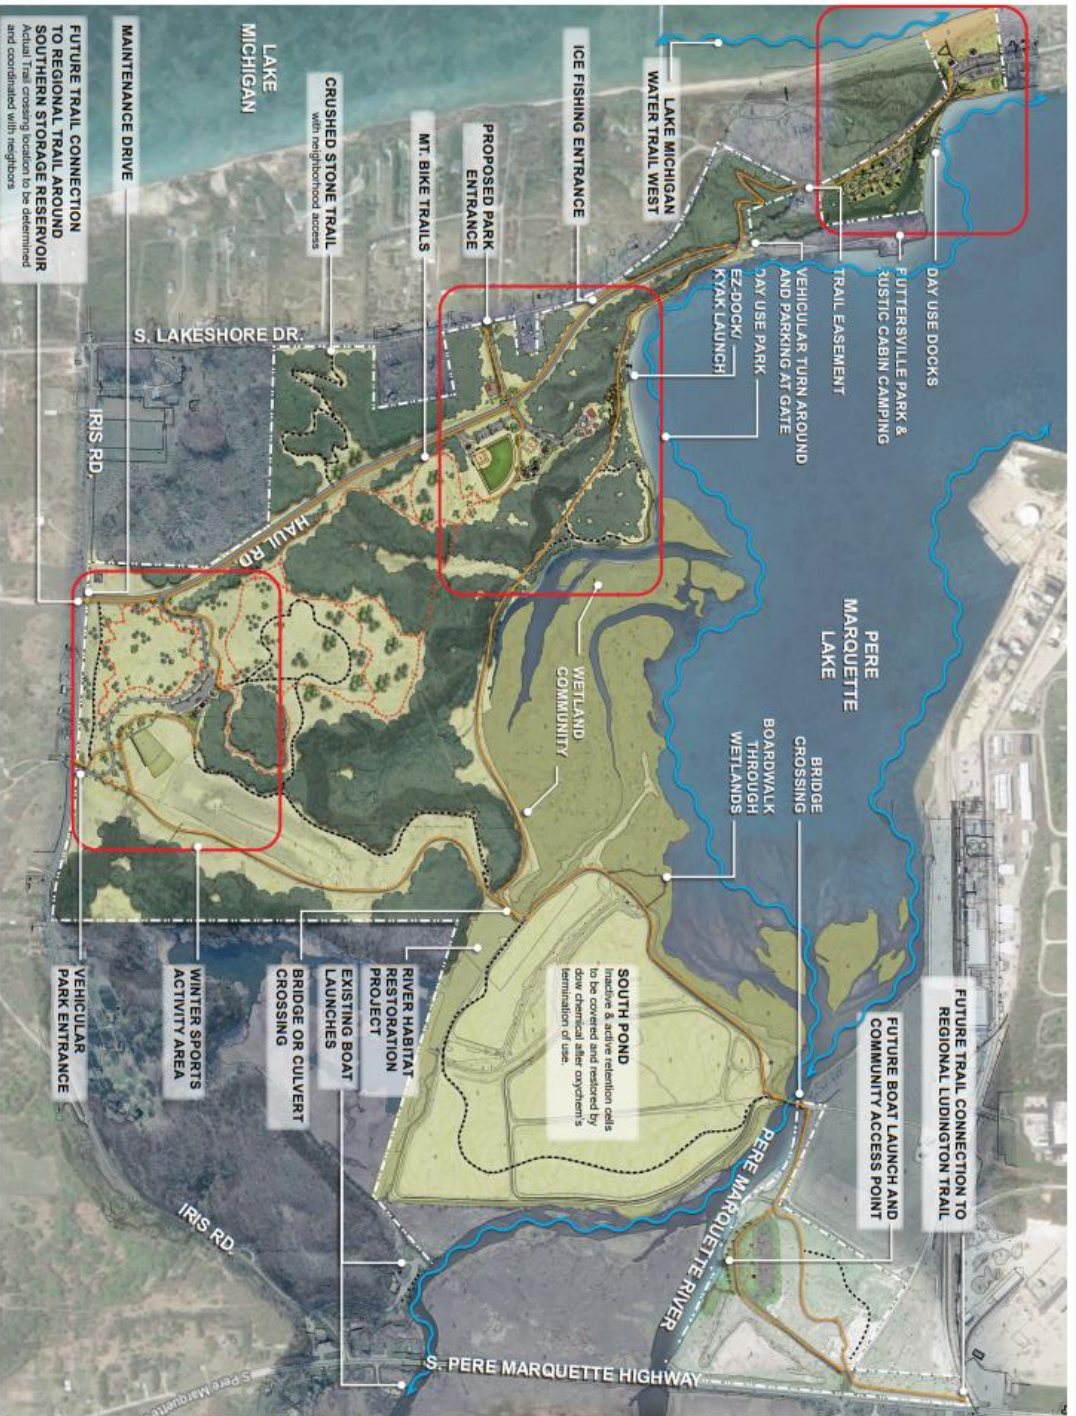 LAKE
MICHIGAN
LAKE MICHIGAN
WATER TRAIL WEST
ICE FISHING ENTRANCE
PROPOSED PARK
ENTRANCE
MT. BIKE TRAILS
CRUSHED STONE TRAIL
with neighborhood access
MAINTENANCE DRIVE
FUTURE TRAIL CONNECTION
TO REGIONAL TRAIL AROUND
SOUTHERN STORAGE RESERVOIR
Actual Trail crossing location to be determined
and coordinated with neighbors
DAY USE DOCKS
FUTTERSVILLE PARK &
RUSTIC CABIN CAMPING
TRAIL EASEMENT
VEHICULAR TURN AROUND
AND PARKING AT GATE
DAY USE PARK
EZ-DOCK/
KYAK LAUNCH
S. LAKESHORE DR.
IRIS RD.
HAUL RD
PERE
MARQUETTE
LAKE
WETLAND
COMMUNITY
BRIDGE
CROSSING
BOARDWALK
THROUGH
WETLANDS
FUTURE TRAIL CONNECTION TO
REGIONAL LUDINGTON TRAIL
FUTURE BOAT LAUNCH AND
COMMUNITY ACCESS POINT
SOUTH POND
Inactive & active retention cells
to be covered and restored by
dow chemical after oxychem's
termination of use.
RIVER HABITAT
RESTORATION
PROJECT
EXISTING BOAT
LAUNCHES
BRIDGE OR CULVERT
CROSSING
WINTER SPORTS
ACTIVITY AREA
VEHICULAR
PARK ENTRANCE
PERE MARQUETTE RIVER
IRIS RD.
S. PERE MARQUETTE HIGHWAY
S Pere Marquette